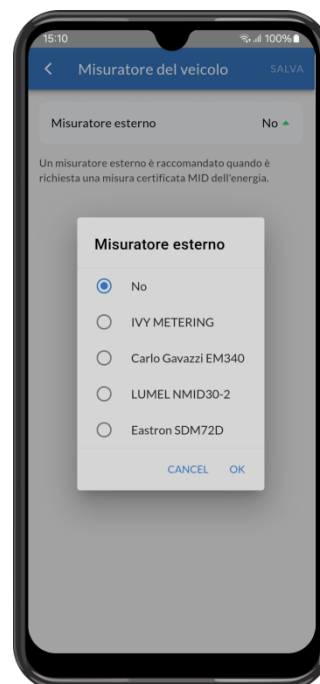 15:10 100%
Misuratore del veicolo SALVA
Misuratore esterno No
Un misuratore esterno è raccomandato quando è
richiesta una misura certificata MID dell'energia.
Misuratore esterno
No
IVY METERING
Carlo Gavazzi EM340
LUMEL NMID30-2
Eastron SDM72D
CANCEL OK